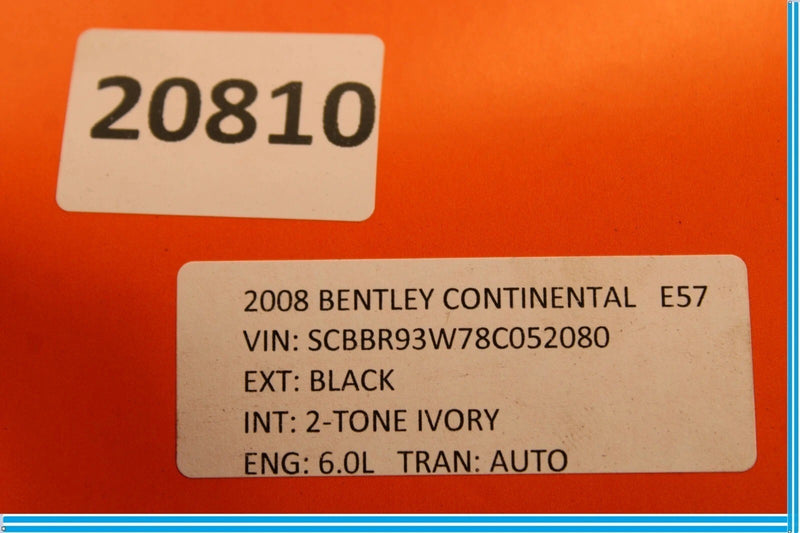 20810
2008 BENTLEY CONTINENTAL E57
VIN: SCBBR93W78C052080
EXT: BLACK
INT: 2-TONE IVORY
ENG: 6.0L TRAN: AUTO